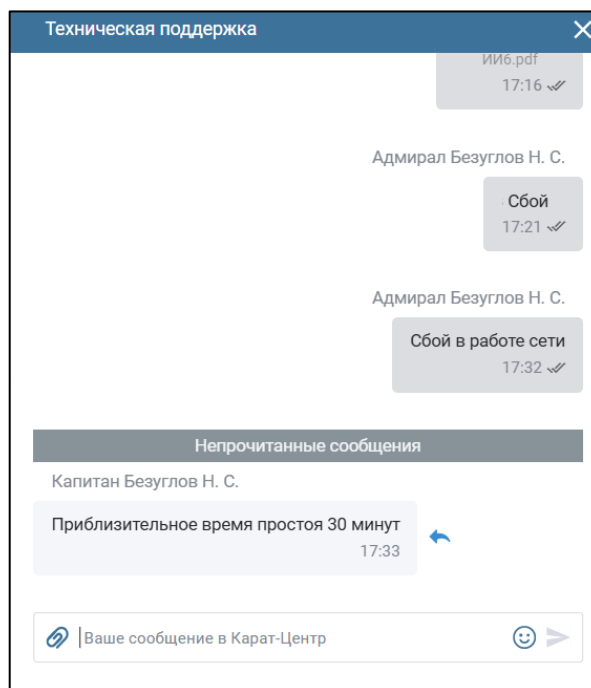 Техническая поддержка
ИИ6.pdf
17:16
Адмирал Безуглов Н. С.
Сбой
17:21
Адмирал Безуглов Н. С.
Сбой в работе сети
17:32
Непрочитанные сообщения
Капитан Безуглов Н. С.
Приблизительное время простоя 30 минут
17:33
Ваше сообщение в Карат-Центр